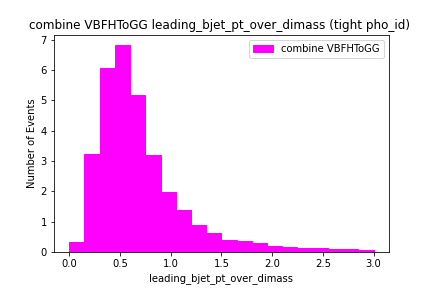 combine VBFHToGG leading_bjet_pt_over_dimass (tight pho_id)
combine VBFHToGG
Number of Events
7
6
5
4
3
2
1
0
0.0 0.5 1.0 1.5 2.0 2.5 3.0
leading_bjet_pt_over_dimass